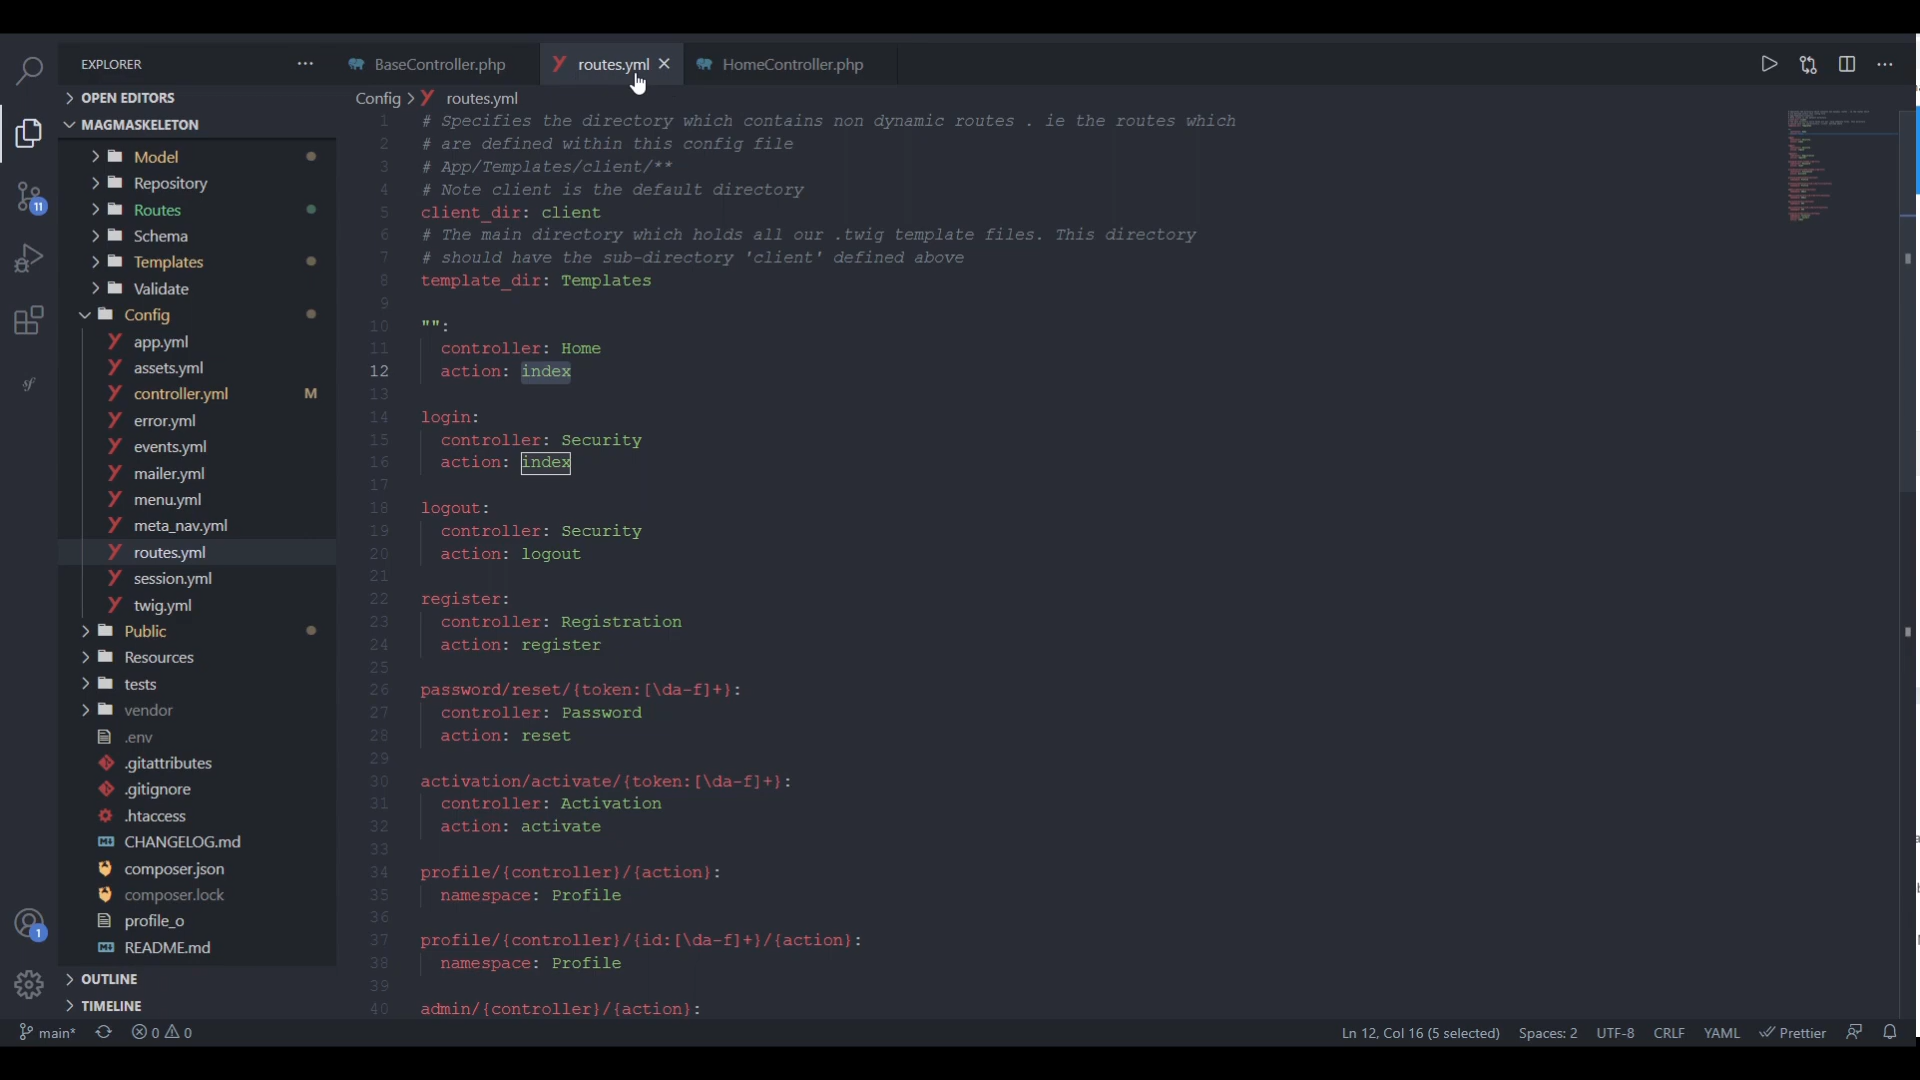 EXPLORER
BaseController.php
routes.yml
HomeController.php
OPEN EDITORS
MAGMASKELETON
Model
Repository
Routes
Schema
Templates
Validate
Config
app.yml
assets.yml
controller.yml M
error.yml
events.yml
mailer.yml
menu.yml
meta_nav.yml
routes.yml
session.yml
twig.yml
Public
Resources
tests
vendor
.env
.gitattributes
.gitignore
.htaccess
CHANGELOG.md
composer.json
composer.lock
profile_o
README.md
OUTLINE
TIMELINE
11
sf
1
Config > routes.yml
1 # Specifies the directory which contains non dynamic routes . ie the routes which
2 # are defined within this config file
3 # App/Templates/client/**
4 # Note client is the default directory
5 client_dir: client
6 # The main directory which holds all our .twig template files. This directory
7 # should have the sub-directory 'client' defined above
8 template_dir: Templates
9
10 "":
11 controller: Home
12 action: index
13
14 login:
15 controller: Security
16 action: index
17
18 logout:
19 controller: Security
20 action: logout
21
22 register:
23 controller: Registration
24 action: register
25
26 password/reset/{token:[\da-f]+}:
27 controller: Password
28 action: reset
29
30 activation/activate/{token:[\da-f]+}:
31 controller: Activation
32 action: activate
33
34 profile/{controller}/{action}:
35 namespace: Profile
36
37 profile/{controller}/{id:[\da-f]+}/{action}:
38 namespace: Profile
39
40 admin/{controller}/{action}:
main* 0 0
Ln 12, Col 16 (5 selected) Spaces: 2 UTF-8 CRLF YAML Prettier